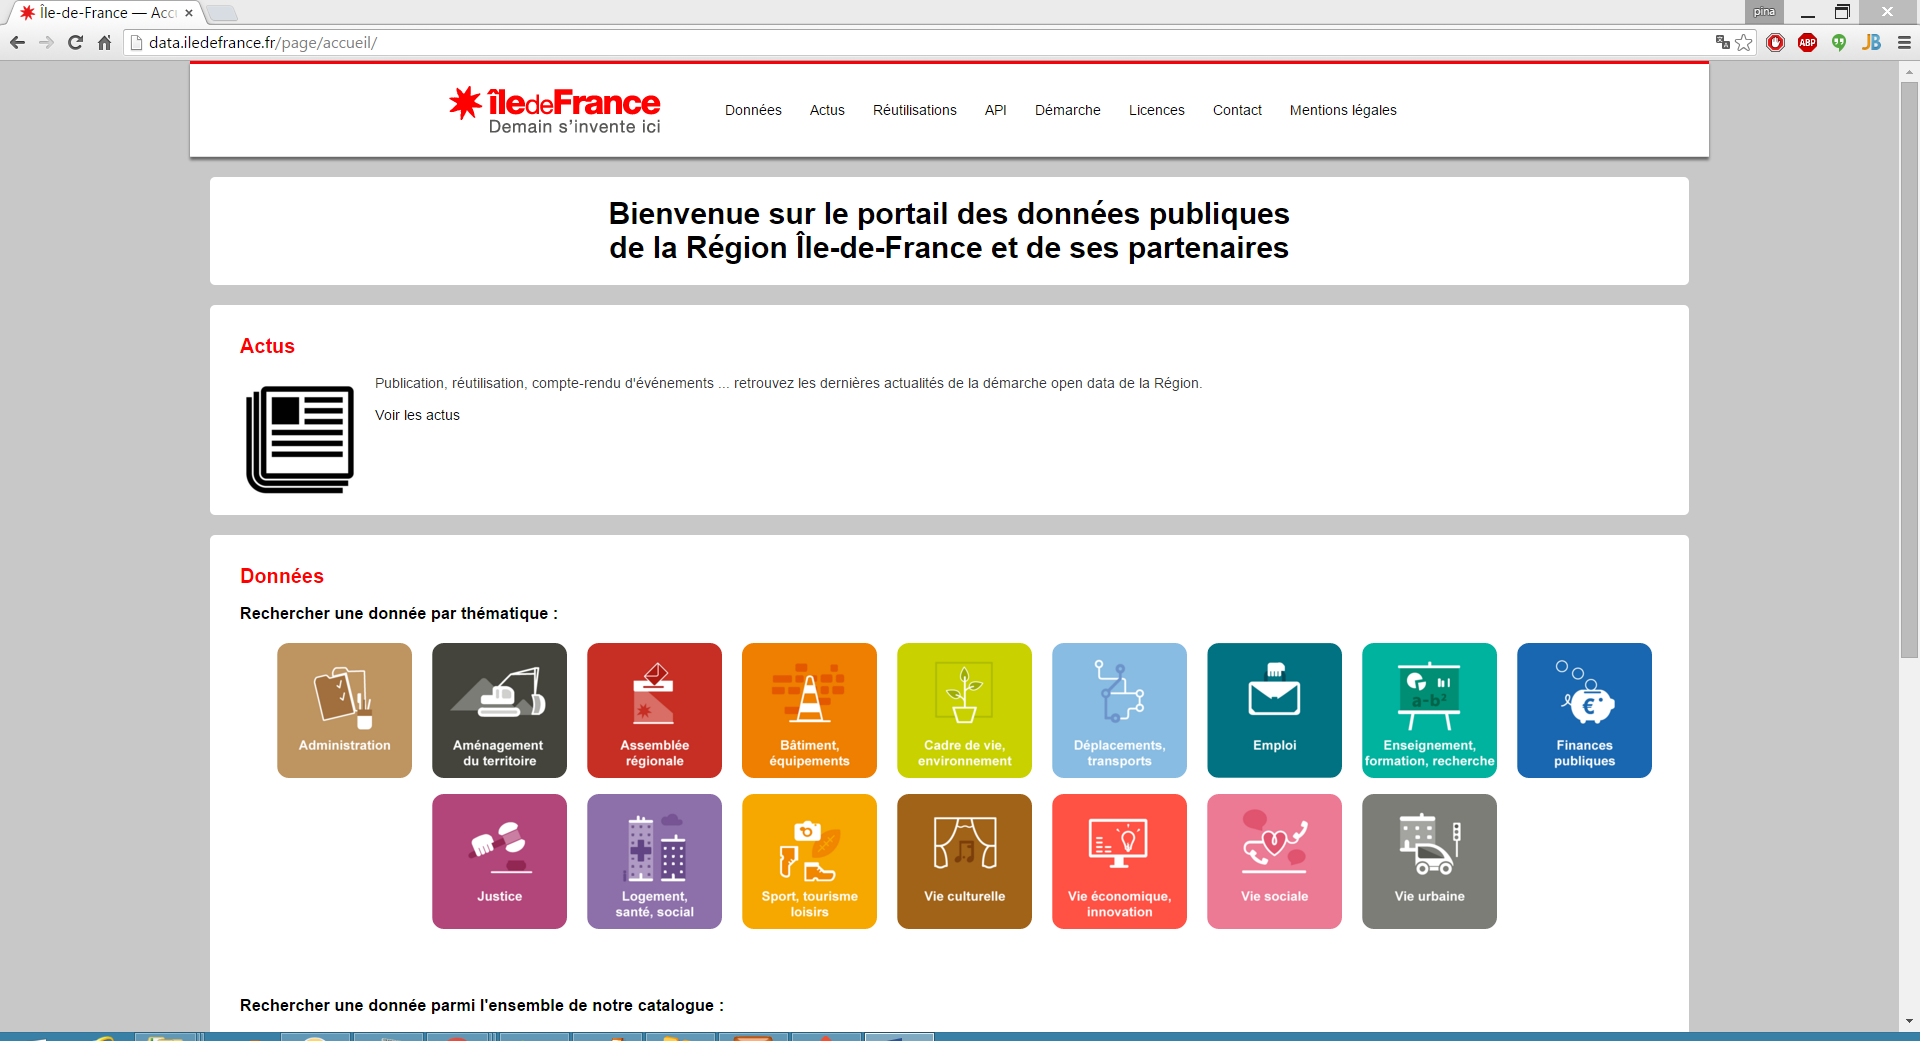 Île-de-France — Acc
pina
data.iledefrance.fr/page/accueil/
ABP
JB
îledeFrance
Demain s'invente ici
Données
Actus
Réutilisations
API
Démarche
Licences
Contact
Mentions légales
Bienvenue sur le portail des données publiques
de la Région Île-de-France et de ses partenaires
Actus
Publication, réutilisation, compte-rendu d'événements ... retrouvez les dernières actualités de la démarche open data de la Région.
Voir les actus
Données
Rechercher une donnée par thématique :
Administration
Aménagement
du territoire
Assemblée
régionale
Bâtiment,
équipements
Cadre de vie,
environnement
Déplacements,
transports
Emploi
a-b²
Enseignement,
formation, recherche
€
Finances
publiques
Justice
Logement,
santé, social
Sport, tourisme
loisirs
Vie culturelle
Vie économique,
innovation
Vie sociale
Vie urbaine
Rechercher une donnée parmi l'ensemble de notre catalogue :